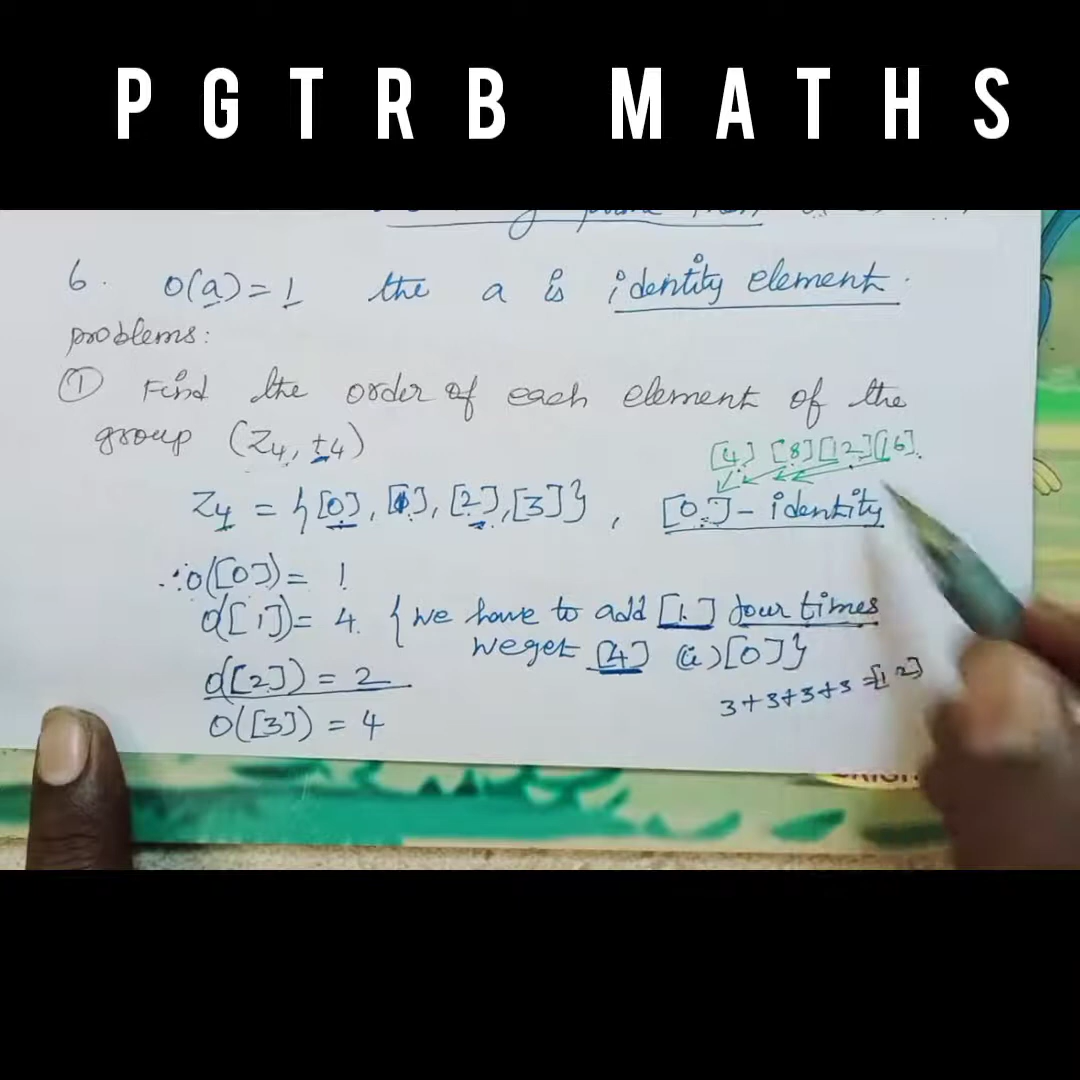 PGTRB MATHS
6. O(a) = 1 the a is identity element.
problems:
① Find the order of each element of the
group (Z4, +4)
[4] [8] [12] [16].
Z4 = {[0], [1], [2], [3]}, [0] - identity
∴ O([0]) = 1
O([1]) = 4. {we have to add [1] four times
we get [4] (i.e) [0]}
O([2]) = 2
3+3+3+3 = [12]
O([3]) = 4